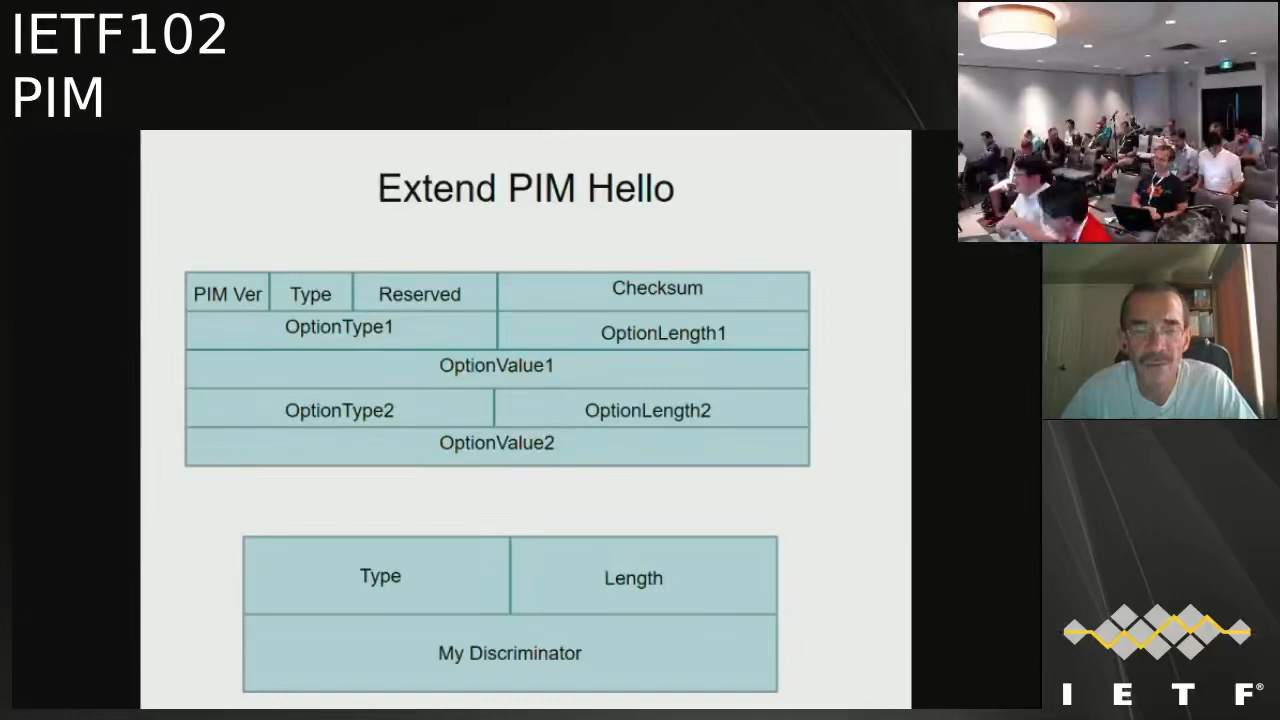 IETF102
PIM
Extend PIM Hello
PIM Ver Type Reserved Checksum
OptionType1 OptionLength1
OptionValue1
OptionType2 OptionLength2
OptionValue2
Type Length
My Discriminator
I E T F®